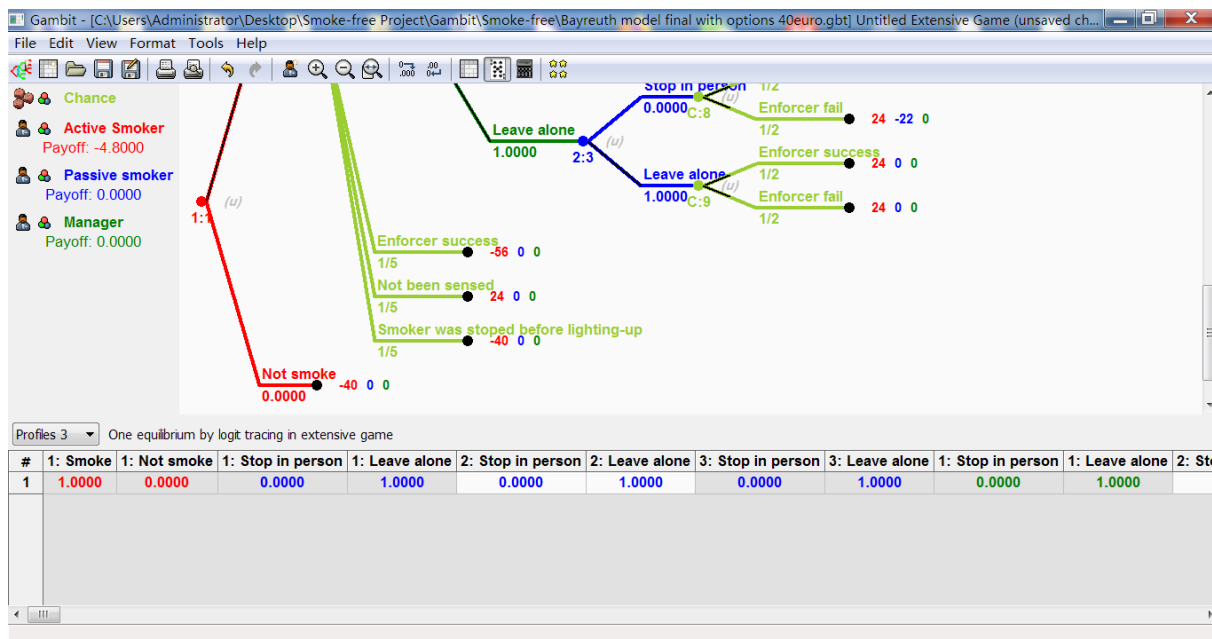 Gambit - [C:\Users\Administrator\Desktop\Smoke-free Project\Gambit\Smoke-free\Bayreuth model final with options 40euro.gbt] Untitled Extensive Game (unsaved ch...
File Edit View Format Tools Help
Chance
Active Smoker
Payoff: -4.8000
Passive smoker
Payoff: 0.0000
Manager
Payoff: 0.0000
1:1
(u)
Stop in person
0.0000
C:8
(u)
1/2
Enforcer fail
1/2
24 -22 0
Leave alone
1.0000
2:3
(u)
Leave alone
1.0000
C:9
(u)
Enforcer success
1/2
24 0 0
Enforcer fail
1/2
24 0 0
Enforcer success
1/5
-56 0 0
Not been sensed
1/5
24 0 0
Smoker was stoped before lighting-up
1/5
-40 0 0
Not smoke
0.0000
-40 0 0
Profiles 3 One equilibrium by logit tracing in extensive game
# 1: Smoke 1: Not smoke 1: Stop in person 1: Leave alone 2: Stop in person 2: Leave alone 3: Stop in person 3: Leave alone 1: Stop in person 1: Leave alone 2: St
1 1.0000 0.0000 0.0000 1.0000 0.0000 1.0000 0.0000 1.0000 0.0000 1.0000